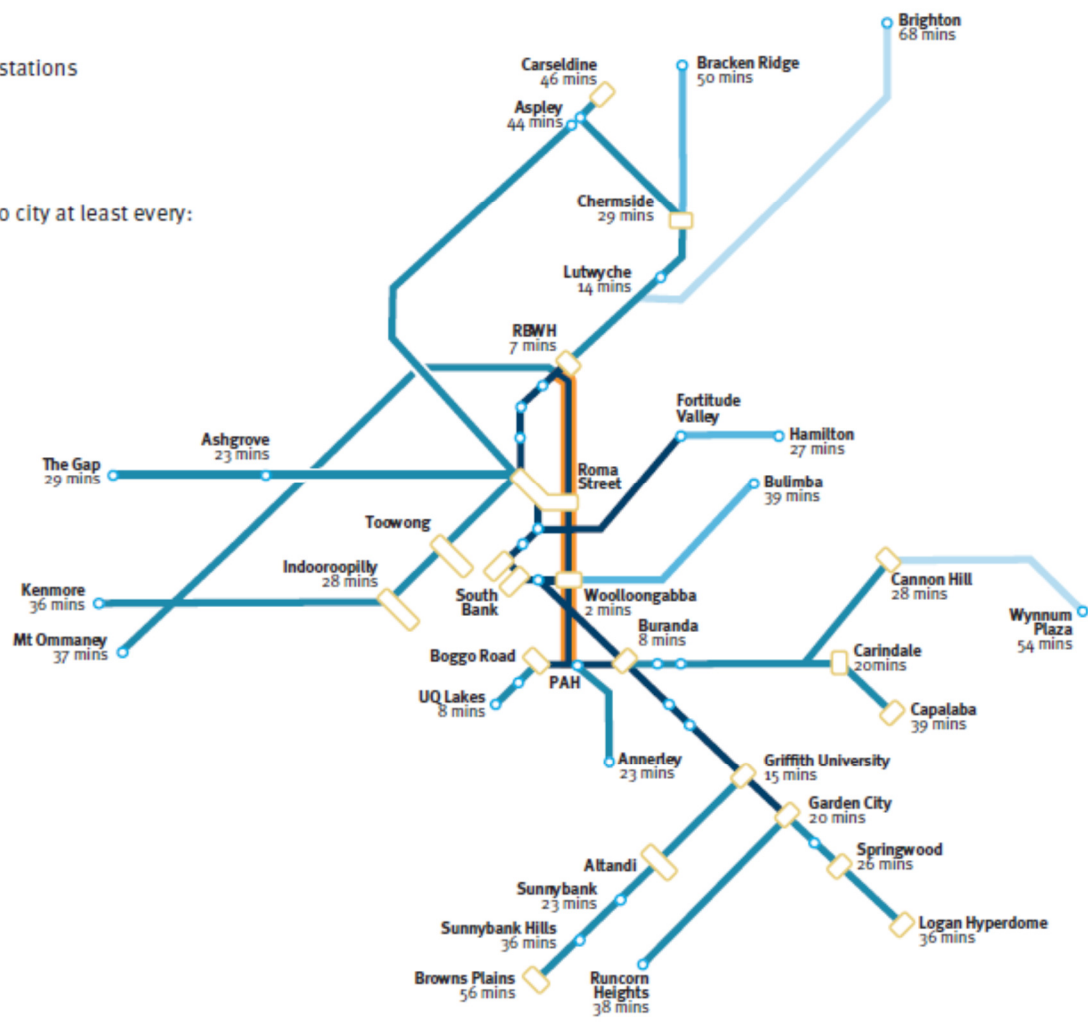 stations
o city at least every:
Brighton
68 mins
Carseldine
46 mins
Bracken Ridge
50 mins
Aspley
44 mins
Chermside
29 mins
Lutwyche
14 mins
RBWH
7 mins
Fortitude
Valley
Hamilton
27 mins
Ashgrove
23 mins
The Gap
29 mins
Roma
Street
Bulimba
39 mins
Toowong
Indooroopilly
28 mins
Kenmore
36 mins
Mt Ommaney
37 mins
South
Bank
Woolloongabba
2 mins
Cannon Hill
28 mins
Wynnum
Plaza
54 mins
Buranda
8 mins
Boggo Road
PAH
Carindale
20mins
UQ Lakes
8 mins
Capalaba
39 mins
Annerley
23 mins
Griffith University
15 mins
Garden City
20 mins
Altandi
Springwood
26 mins
Sunnybank
23 mins
Sunnybank Hills
36 mins
Logan Hyperdome
36 mins
Browns Plains
56 mins
Runcorn
Heights
38 mins